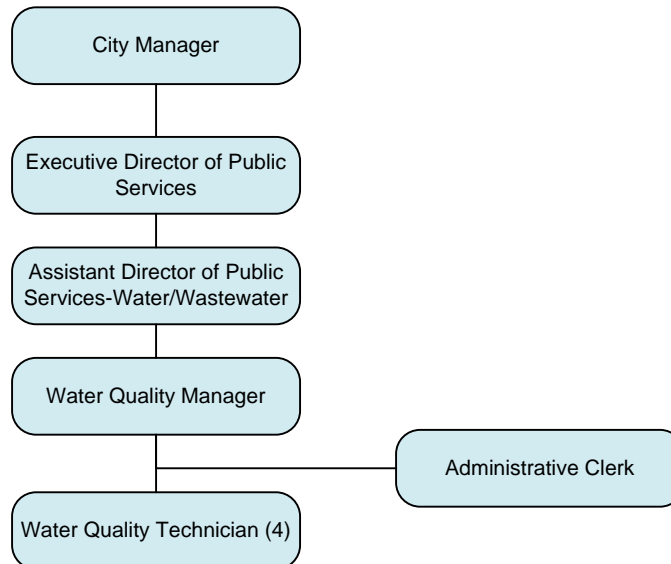 City Manager
Executive Director of Public
Services
Assistant Director of Public
Services-Water/Wastewater
Water Quality Manager
Administrative Clerk
Water Quality Technician (4)